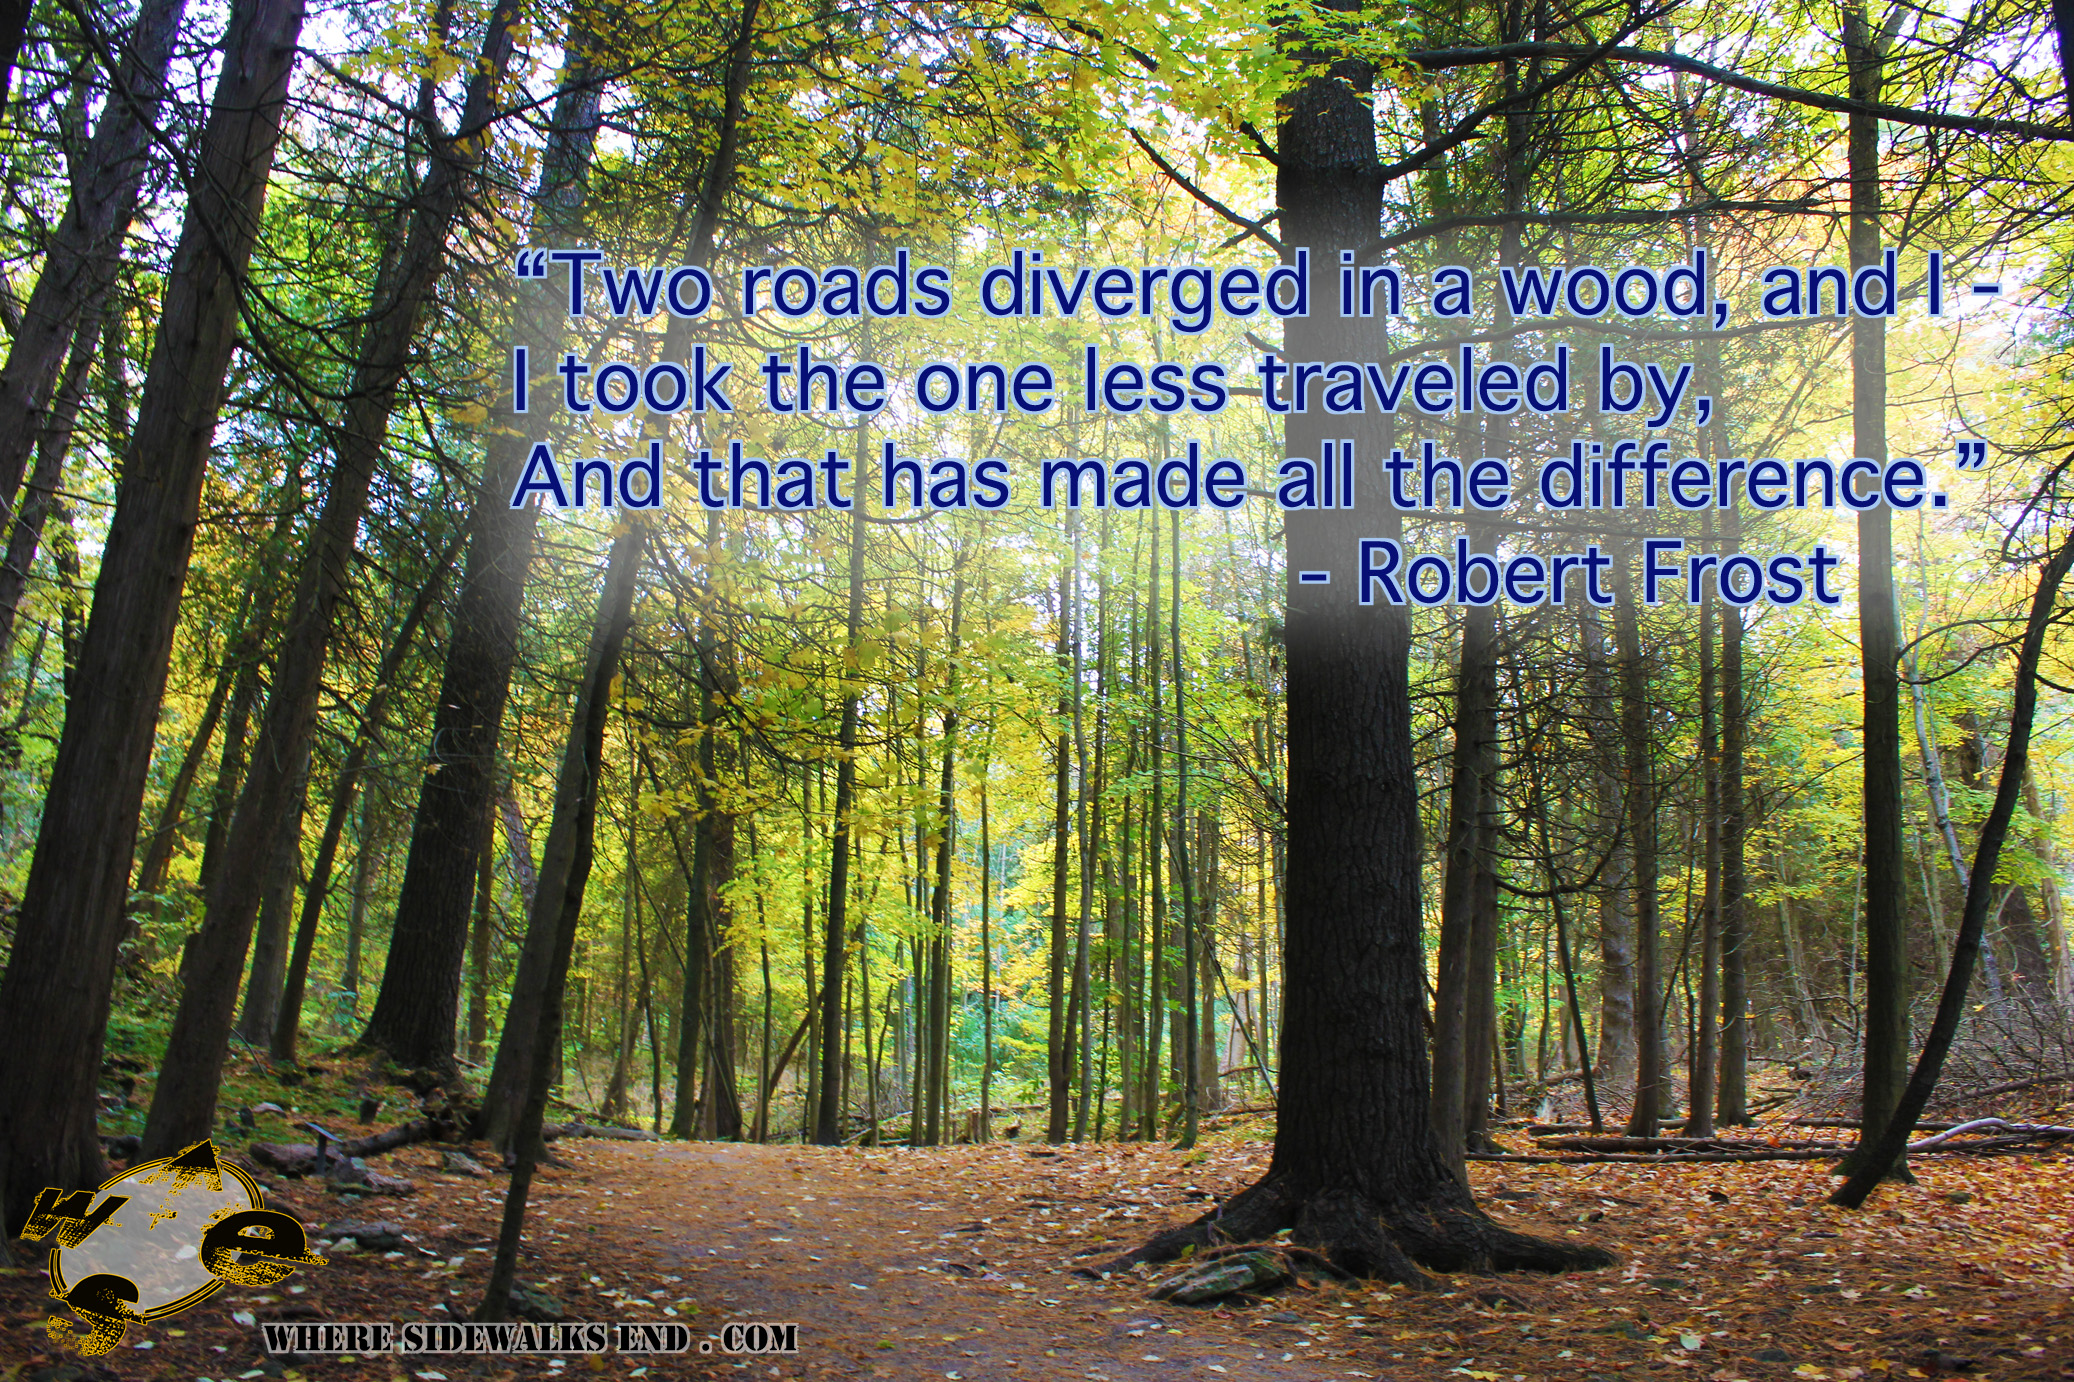 “Two roads diverged in a wood, and I -
I took the one less traveled by,
And that has made all the difference.”
- Robert Frost
WSE
WHERE SIDEWALKS END . COM